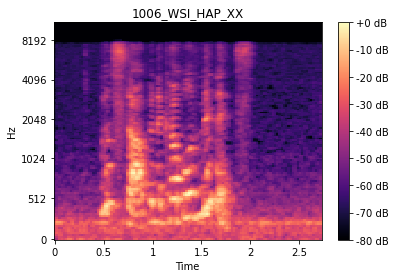 1006_WSI_HAP_XX
+0 dB
8192
-10 dB
4096
-20 dB
-30 dB
2048
Hz
-40 dB
1024
-50 dB
512
-60 dB
-70 dB
0
-80 dB
0 0.5 1 1.5 2 2.5
Time